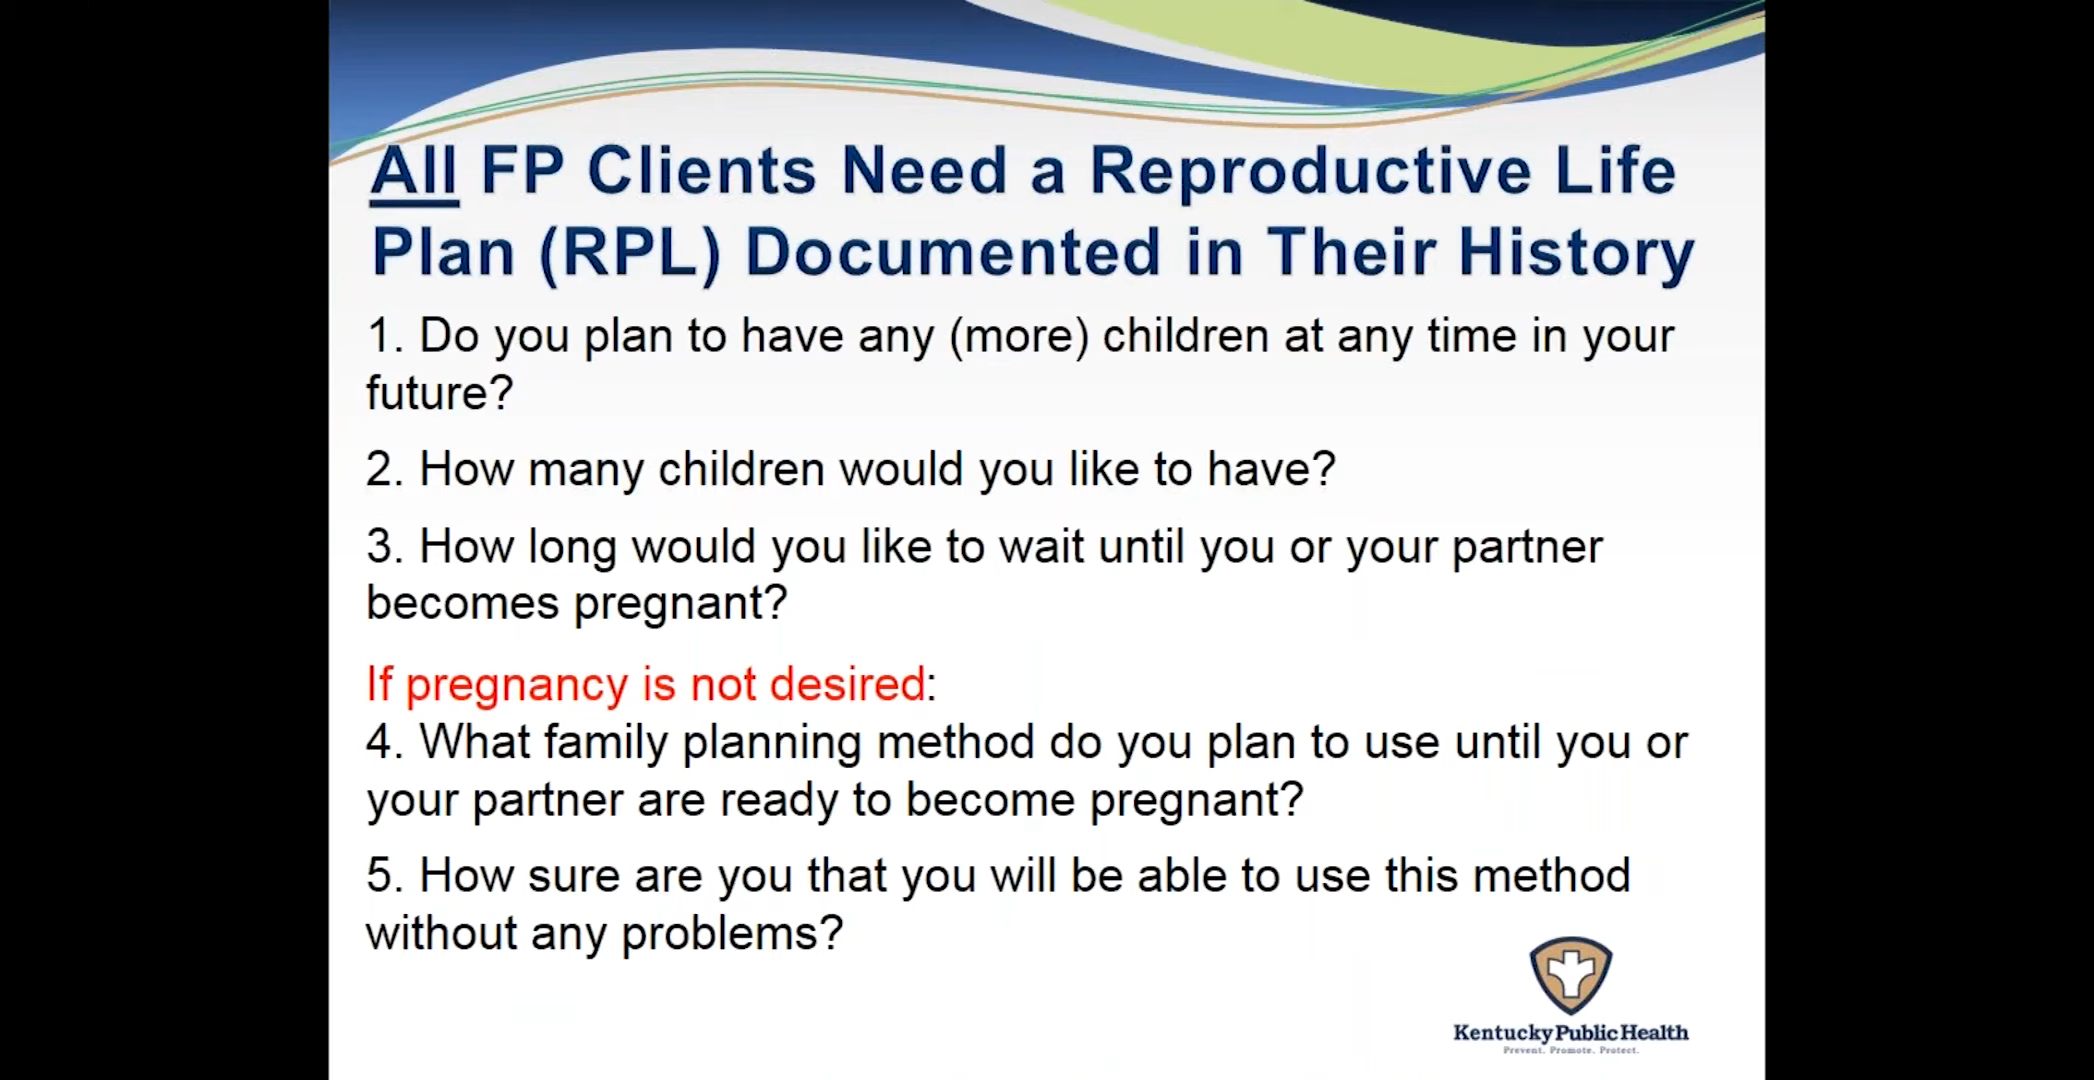 All FP Clients Need a Reproductive Life
Plan (RPL) Documented in Their History
1. Do you plan to have any (more) children at any time in your
future?
2. How many children would you like to have?
3. How long would you like to wait until you or your partner
becomes pregnant?
If pregnancy is not desired:
4. What family planning method do you plan to use until you or
your partner are ready to become pregnant?
5. How sure are you that you will be able to use this method
without any problems?
Kentucky Public Health
Prevent. Promote. Protect.